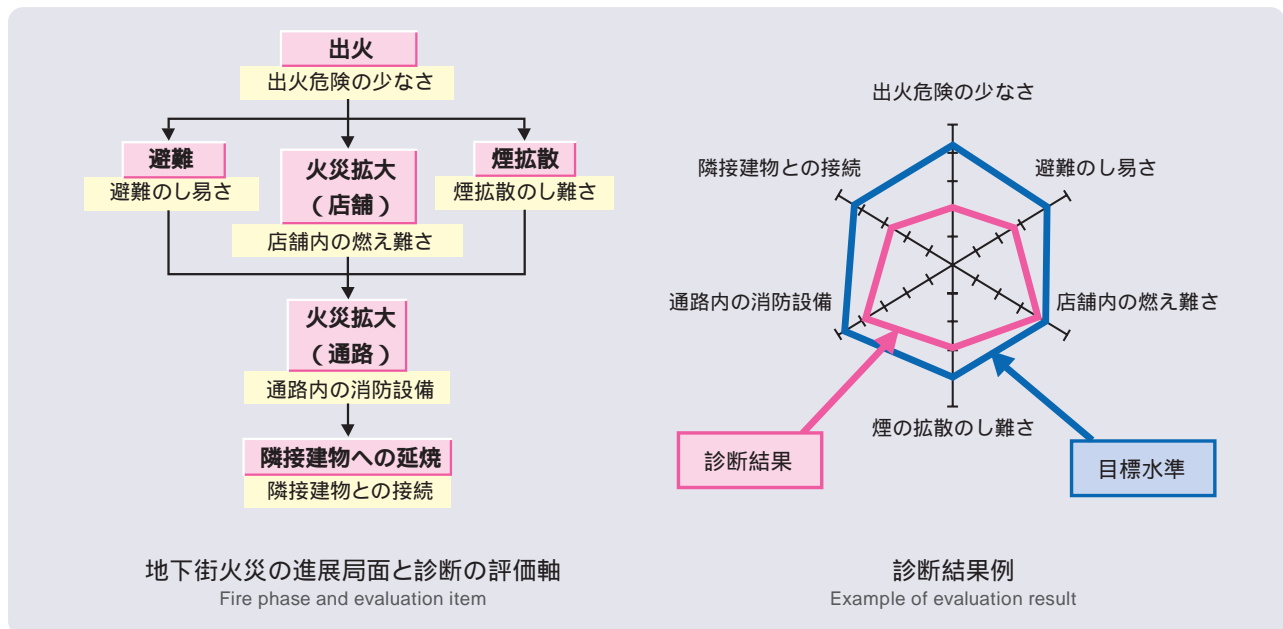 出火
出火危険の少なさ
避難
避難のし易さ
火災拡大
（店舗）
店舗内の燃え難さ
煙拡散
煙拡散のし難さ
火災拡大
（通路）
通路内の消防設備
隣接建物への延焼
隣接建物との接続
地下街火災の進展局面と診断の評価軸
Fire phase and evaluation item
出火危険の少なさ
隣接建物との接続
避難のし易さ
通路内の消防設備
店舗内の燃え難さ
煙の拡散のし難さ
診断結果
目標水準
診断結果例
Example of evaluation result